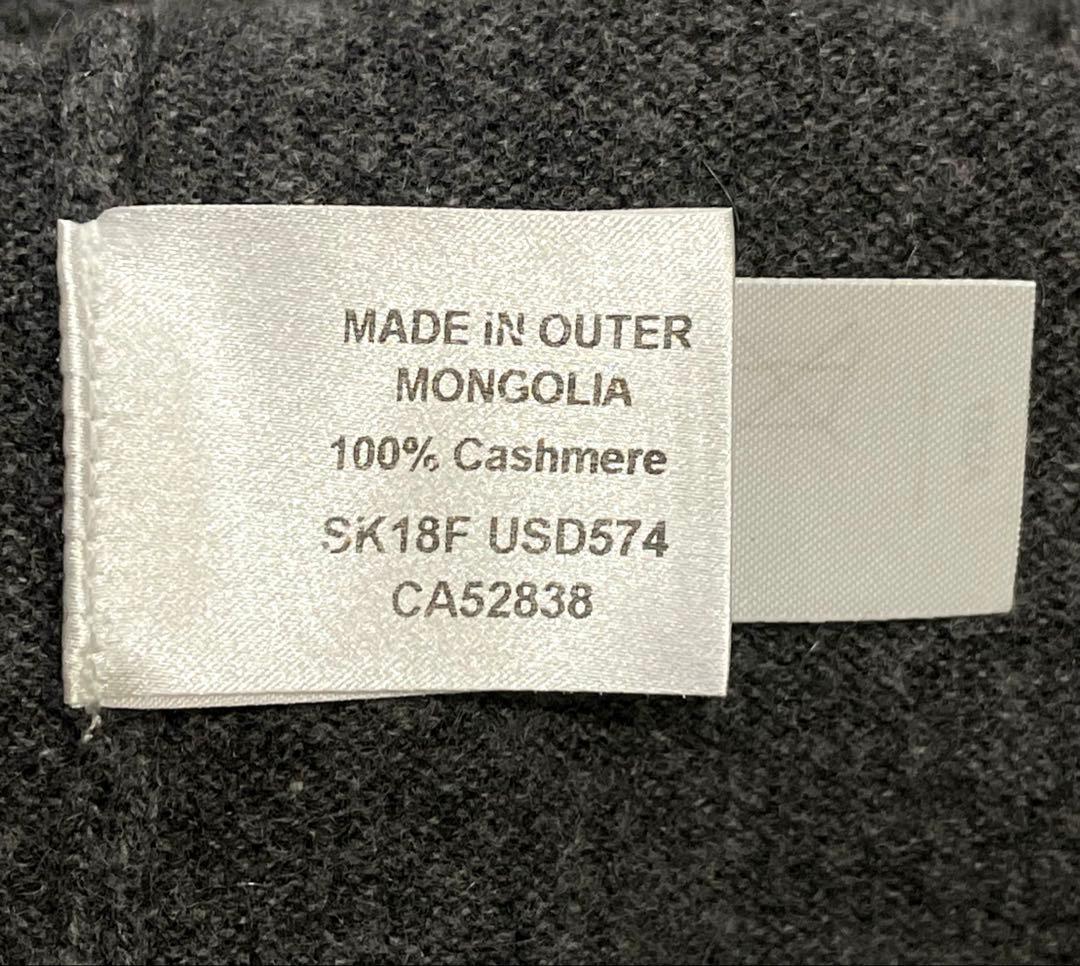 MADE iN OUTER
MONGOLIA
100% Cashmere
SK18F USD574
CA52838